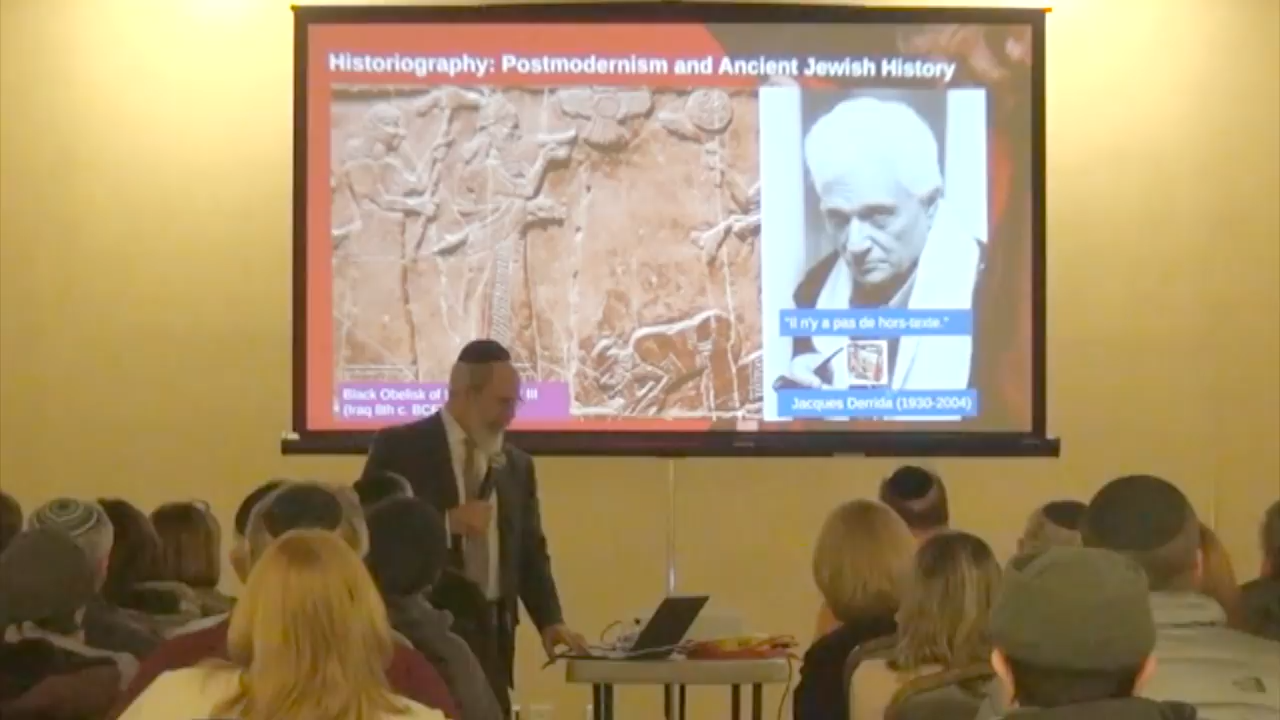 Historiography: Postmodernism and Ancient Jewish History
"Il n'y a pas de hors-texte."
Black Obelisk of III
(Iraq 8th c. BCE
Jacques Derrida (1930-2004)